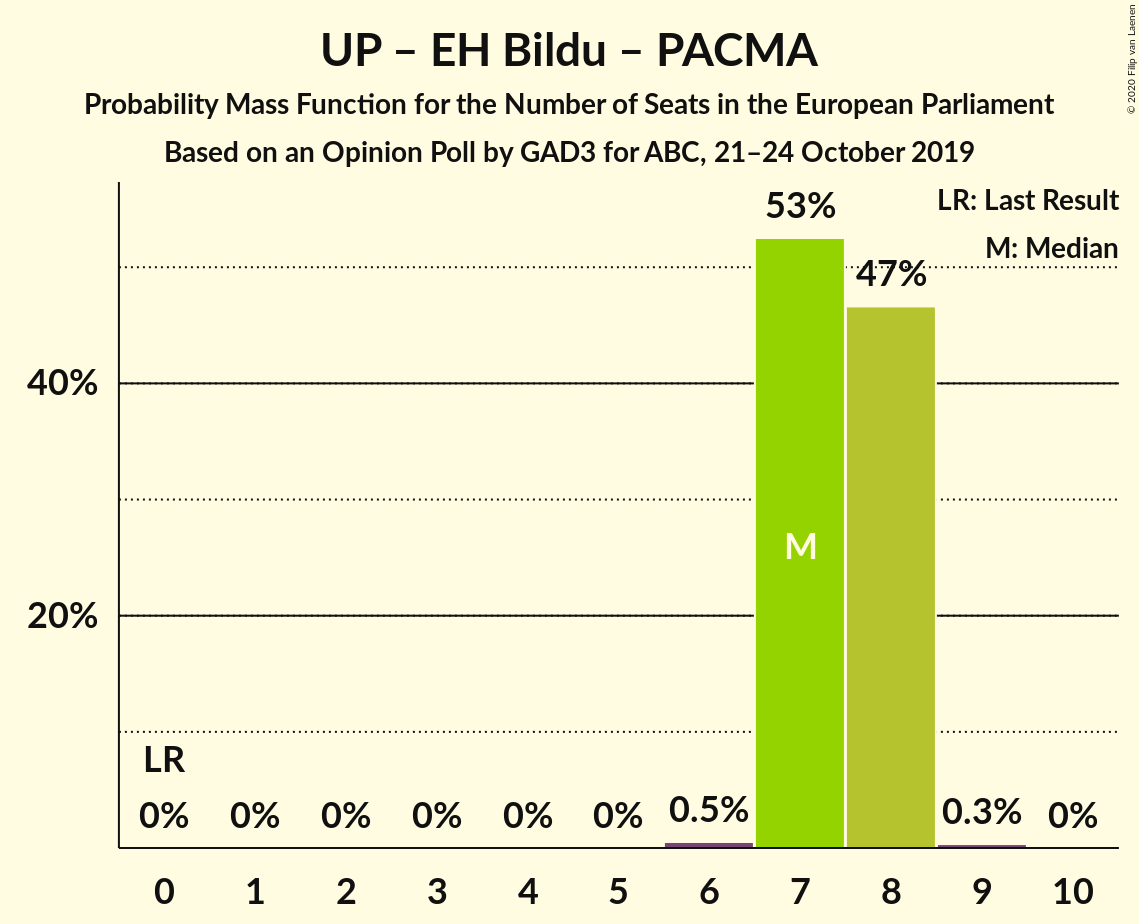 UP – EH Bildu – PACMA
Probability Mass Function for the Number of Seats in the European Parliament
Based on an Opinion Poll by GAD3 for ABC, 21–24 October 2019
© 2020 Filip van Laenen
LR: Last Result
M: Median
53%
47%
40%
M
20%
LR
0% 0% 0% 0% 0% 0% 0.5% 0.3% 0%
0 1 2 3 4 5 6 7 8 9 10